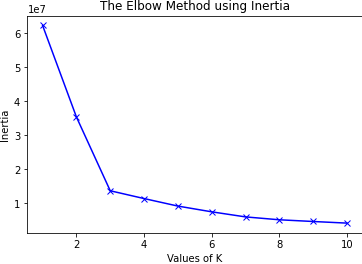 The Elbow Method using Inertia
1e7
6
5
4
3
2
1
Inertia
2
4
6
8
10
Values of K